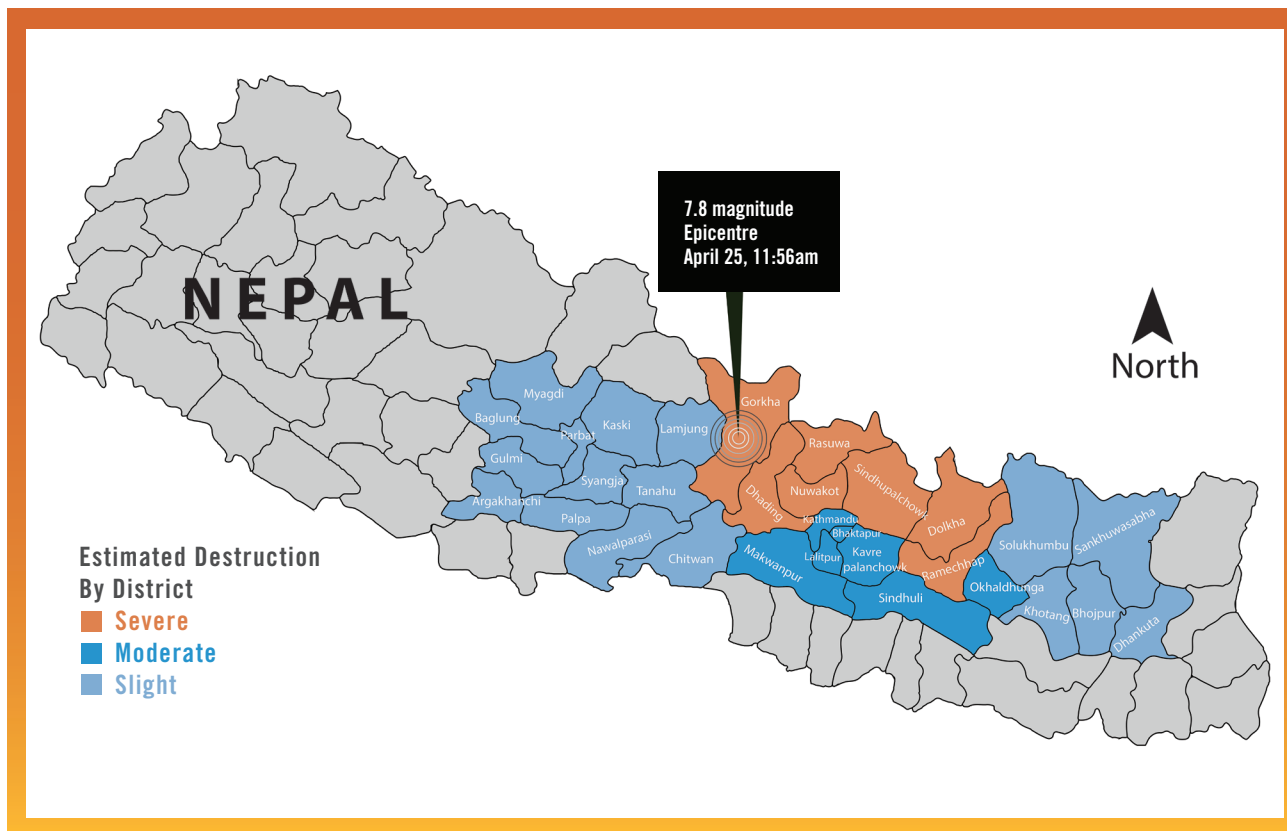 7.8 magnitude
Epicentre
April 25, 11:56am
NEPAL
North
Gorkha
Myagdi
Baglung
Parbat
Kaski
Lamjung
Rasuwa
Gulmi
Syangja
Tanahu
Sindhupalchowk
Nuwakot
Dhading
Argakhanchi
Palpa
Dolkha
Kathmandu
Bhaktapur
Nawalparasi
Chitwan
Makwanpur
Lalitpur
Kavre
palanchowk
Ramechhap
Solukhumbu
Sankhuwasabha
Okhaldhunga
Sindhuli
Khotang
Bhojpur
Dhankuta
Estimated Destruction
By District
Severe
Moderate
Slight